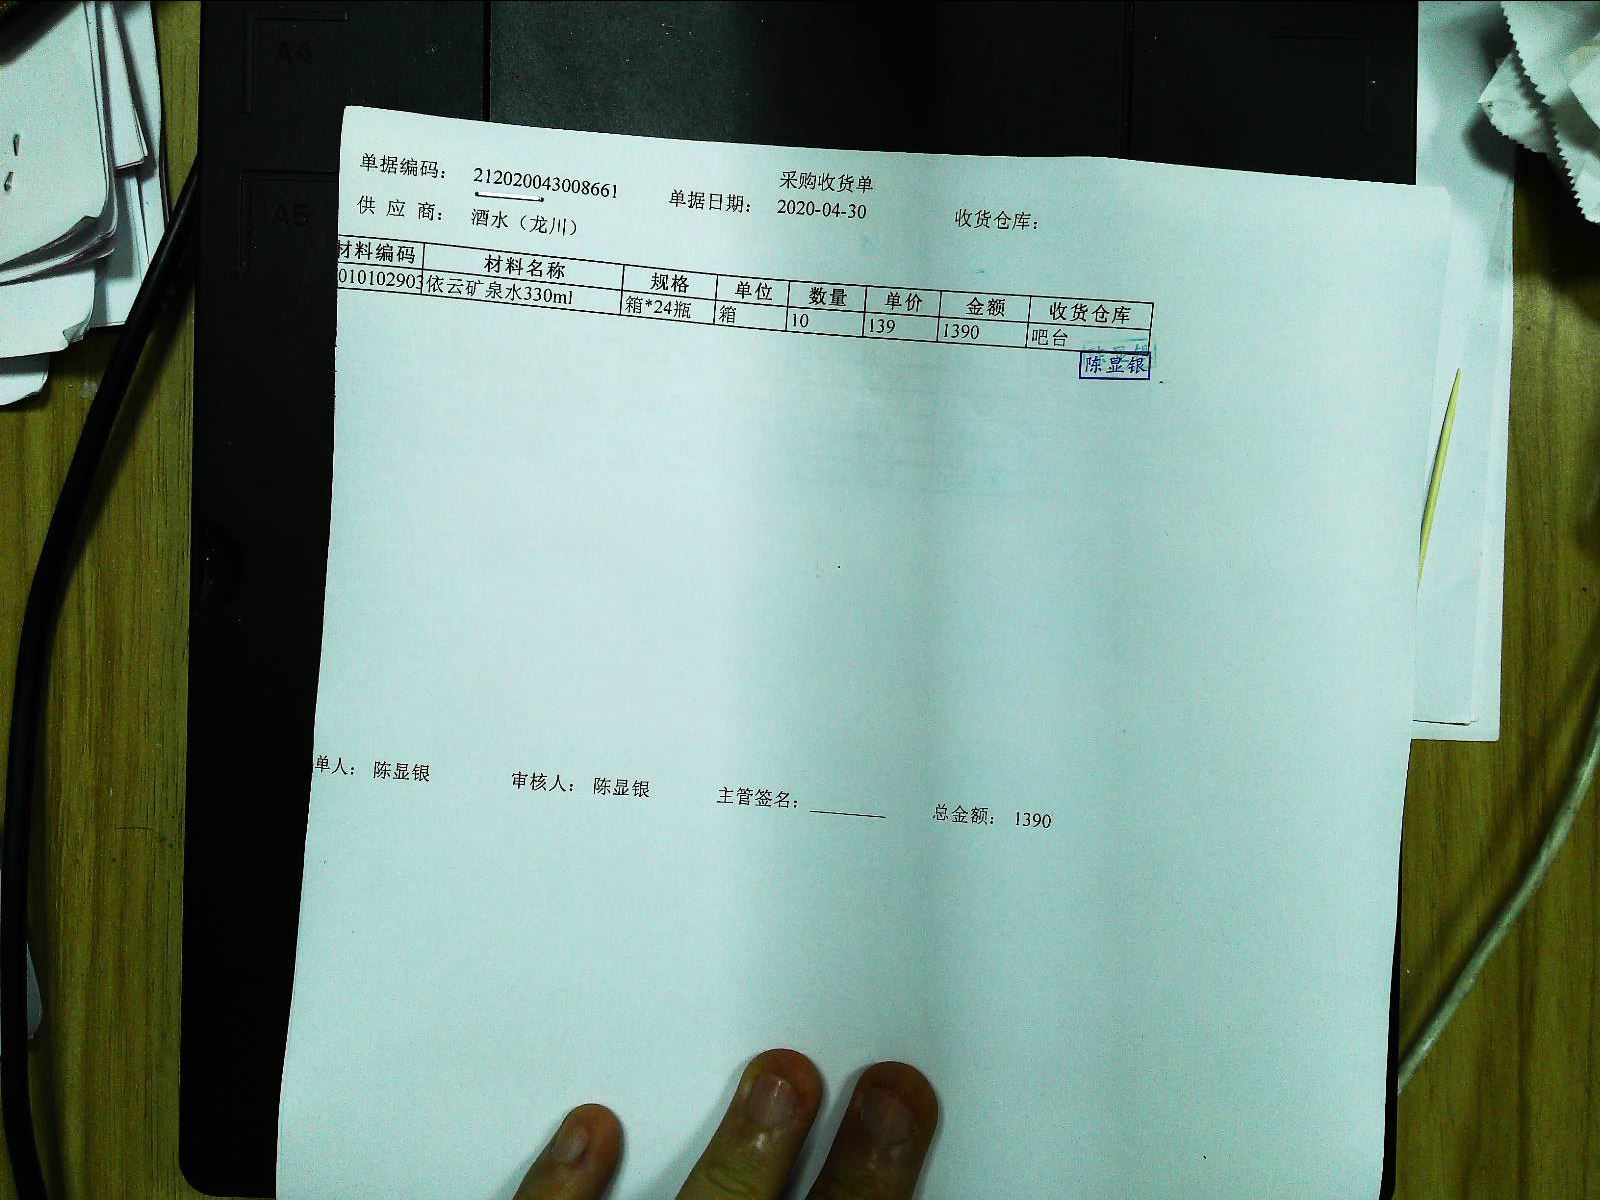 A4
A5
采购收货单
单据编码： 212020043008661 单据日期： 2020-04-30 收货仓库：
供 应 商： 酒水（龙川）
材料编码 材料名称 规格 单位 数量 单价 金额 收货仓库
010102903 依云矿泉水330ml 箱*24瓶 箱 10 139 1390 吧台
陈显银
单人： 陈显银 审核人： 陈显银 主管签名：________ 总金额： 1390